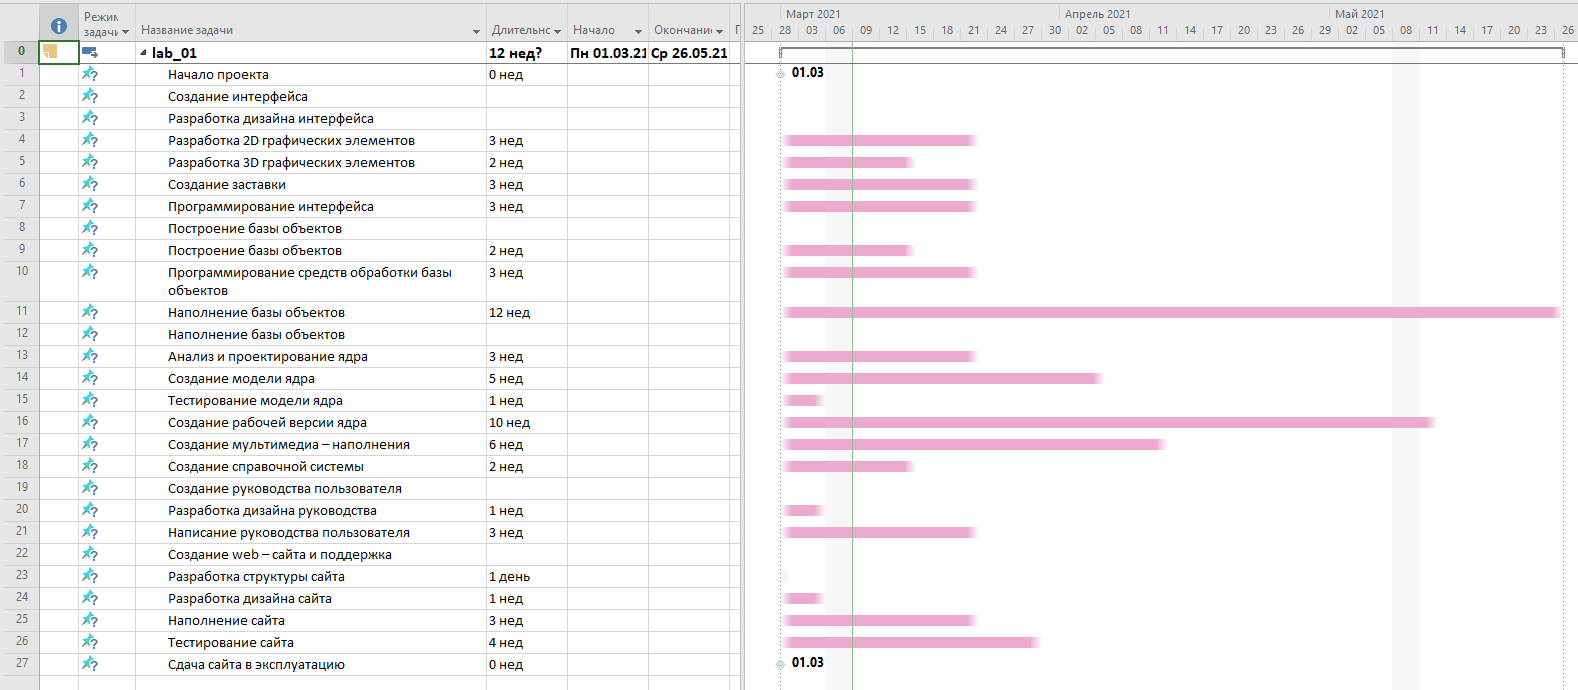 Режим задачи Название задачи Длительнс Начало Окончани Март 2021 Апрель 2021 Май 2021
25 28 03 06 09 12 15 18 21 24 27 30 02 05 08 11 14 17 20 23 26 29 02 05 08 11 14 17 20 23 26
0 lab_01 12 нед? Пн 01.03.21 Ср 26.05.21
1 Начало проекта 0 нед 01.03
2 Создание интерфейса
3 Разработка дизайна интерфейса
4 Разработка 2D графических элементов 3 нед
5 Разработка 3D графических элементов 2 нед
6 Создание заставки 3 нед
7 Программирование интерфейса 3 нед
8 Построение базы объектов
9 Построение базы объектов 2 нед
10 Программирование средств обработки базы 3 нед
объектов
11 Наполнение базы объектов 12 нед
12 Наполнение базы объектов
13 Анализ и проектирование ядра 3 нед
14 Создание модели ядра 5 нед
15 Тестирование модели ядра 1 нед
16 Создание рабочей версии ядра 10 нед
17 Создание мультимедиа – наполнения 6 нед
18 Создание справочной системы 2 нед
19 Создание руководства пользователя
20 Разработка дизайна руководства 1 нед
21 Написание руководства пользователя 3 нед
22 Создание web – сайта и поддержка
23 Разработка структуры сайта 1 день
24 Разработка дизайна сайта 1 нед
25 Наполнение сайта 3 нед
26 Тестирование сайта 4 нед
27 Сдача сайта в эксплуатацию 0 нед 01.03